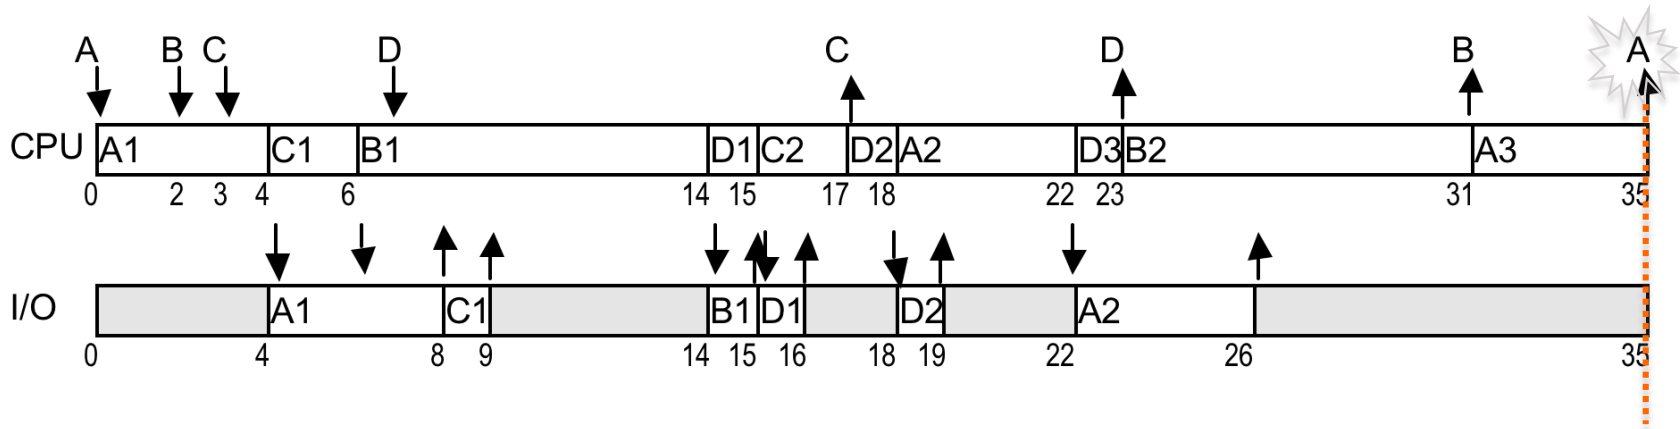 A B C D C D B A
CPU A1 C1 B1 D1 C2 D2 A2 D3 B2 A3
0 2 3 4 6 14 15 17 18 22 23 31 35
I/O A1 C1 B1 D1 D2 A2
0 4 8 9 14 15 16 18 19 22 26 35